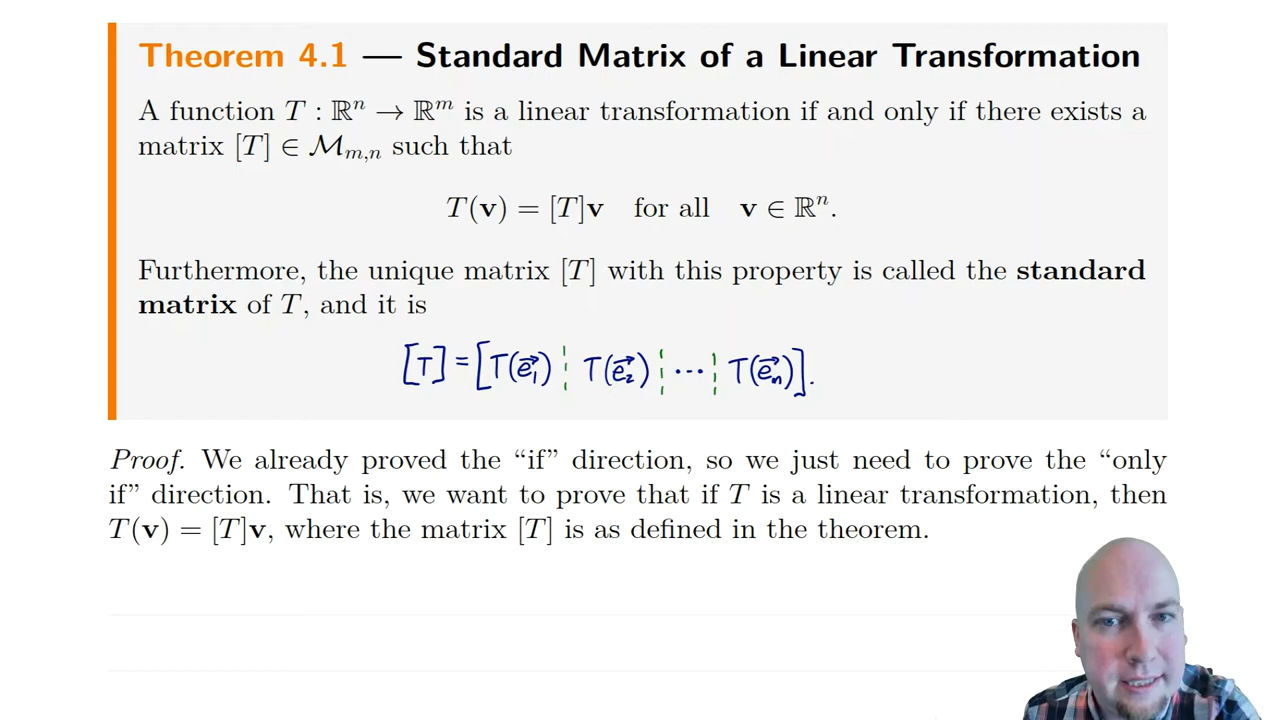 Theorem 4.1 — Standard Matrix of a Linear Transformation
A function T : ℝⁿ → ℝᵐ is a linear transformation if and only if there exists a
matrix [T] ∈ ℳₘ,ₙ such that
T(𝐯) = [T]𝐯 for all 𝐯 ∈ ℝⁿ.
Furthermore, the unique matrix [T] with this property is called the standard
matrix of T, and it is
[T] = [T(e⃗₁) ¦ T(e⃗₂) ¦ ⋯ ¦ T(e⃗ₙ)].
Proof. We already proved the “if” direction, so we just need to prove the “only
if” direction. That is, we want to prove that if T is a linear transformation, then
T(𝐯) = [T]𝐯, where the matrix [T] is as defined in the theorem.